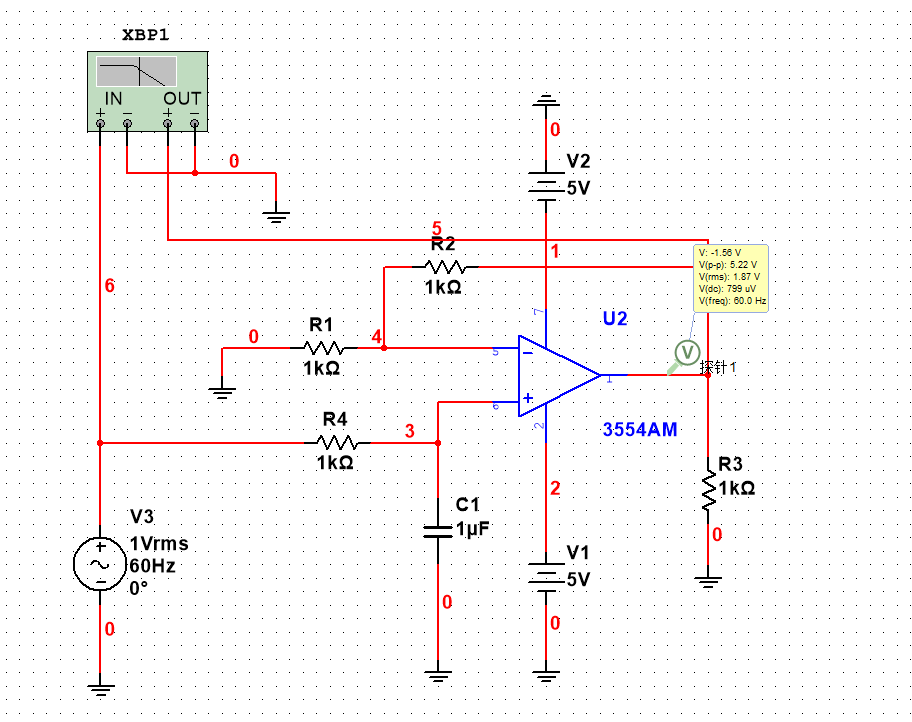 XBP1
IN OUT
+ − + −
0
0
V2
5V
5
R2
1
1kΩ
V: -1.56 V
V(p-p): 5.22 V
V(rms): 1.87 V
V(dc): 799 uV
V(freq): 60.0 Hz
6
7
U2
R1
0
4
1kΩ
5
−
V
探针1
1
+
6
2
3554AM
R4
3
1kΩ
R3
1kΩ
2
C1
1μF
V3
1Vrms
60Hz
0°
+
−
0
V1
5V
0
0
0